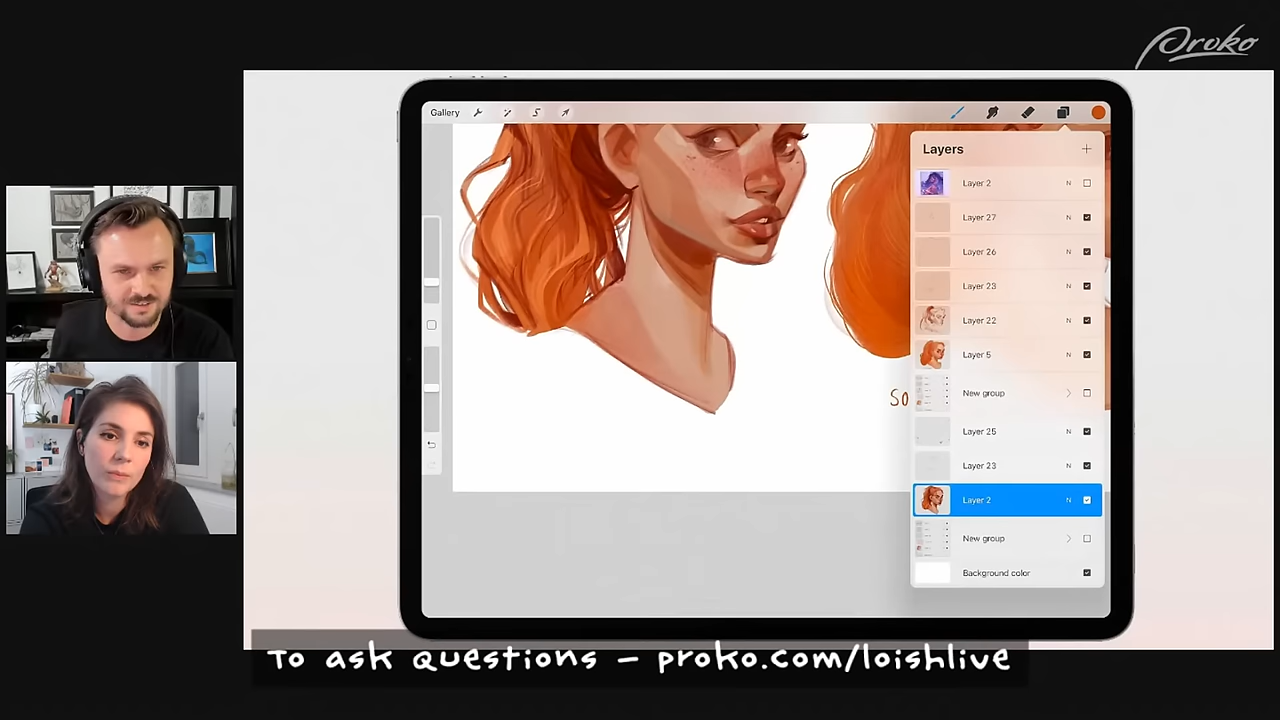 Proko
Gallery
Layers
Layer 2 N
Layer 27 N
Layer 26 N
Layer 23 N
Layer 22 N
Layer 5 N
New group
Layer 25 N
Layer 23 N
Layer 2 N
New group
Background color
So
To ask questions – proko.com/loishlive